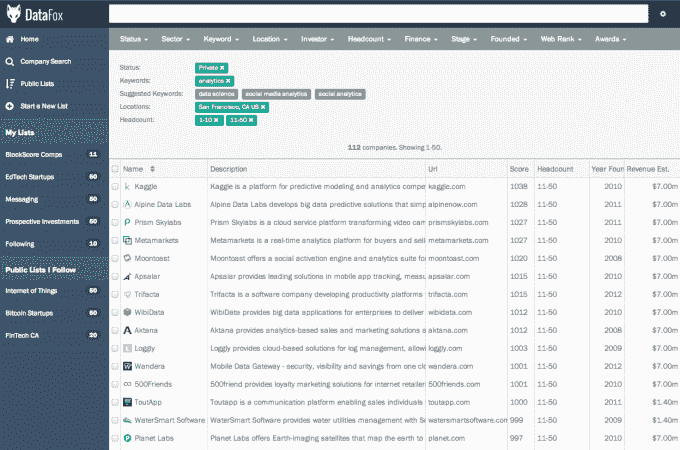 DataFox
Home
Company Search
Public Lists
Start a New List
My Lists
BlockScore Comps 11
EdTech Startups 50
Messaging 50
Prospective Investments 50
Following 10
Public Lists I Follow
Internet of Things 50
Bitcoin Startups 50
FinTech CA 20
Status Sector Keyword Location Investor Headcount Finance Stage Founded Web Rank Awards
Status: Private ×
Keywords: analytics ×
Suggested Keywords: data science social media analytics social analytics
Locations: San Francisco, CA US ×
Headcount: 1-10 × 11-50 ×
112 companies. Showing 1-50.
Name Description Url Score Headcount Year Foun Revenue Est.
Kaggle Kaggle is a platform for predictive modeling and analytics compe kaggle.com 1038 11-50 2010 $7.00m
Alpine Data Labs Alpine Data Labs develops big data predictive solutions that simp alpinenow.com 1028 11-50 2011 $7.00m
Prism Skylabs Prism Skylabs is a cloud service platform transforming video cam prismskylabs.com 1027 11-50 2011 $7.00m
Metamarkets Metamarkets is a real-time analytics platform for buyers and sell metamarkets.com 1027 11-50 2010 $7.00m
Moontoast Moontoast offers a social activation engine and analytics suite fo moontoast.com 1020 11-50 2008 $7.00m
Apsalar Apsalar provides leading solutions in mobile app tracking, measu apsalar.com 1015 11-50 2010 $7.00m
Trifacta Trifacta is a software company developing productivity platforms trifacta.com 1015 11-50 2012 $7.00m
WibiData WibiData provides big data applications for enterprises to deliver wibidata.com 1012 11-50 2010 $7.00m
Aktana Aktana provides analytics-based sales and marketing solutions a aktana.com 1012 11-50 2008 $7.00m
Loggly Loggly provides cloud-based solutions for log management, allowi loggly.com 1003 11-50 2009 $7.00m
Wandera Mobile Data Gateway - security, visibility and savings from one cl wandera.com 1001 11-50 2012 $7.00m
500Friends 500friend provides loyalty marketing solutions for internet retailer 500friends.com 1001 11-50 2010 $7.00m
ToutApp Toutapp is a communication platform enabling sales individuals toutapp.com 1000 11-50 2011 $1.40m
WaterSmart Software WaterSmart Software provides water utilities management with So watersmartsoftware.com 999 11-50 2009 $1.40m
Planet Labs Planet Labs offers Earth-imaging satellites that map the earth to planet.com 997 11-50 2010 $7.00m